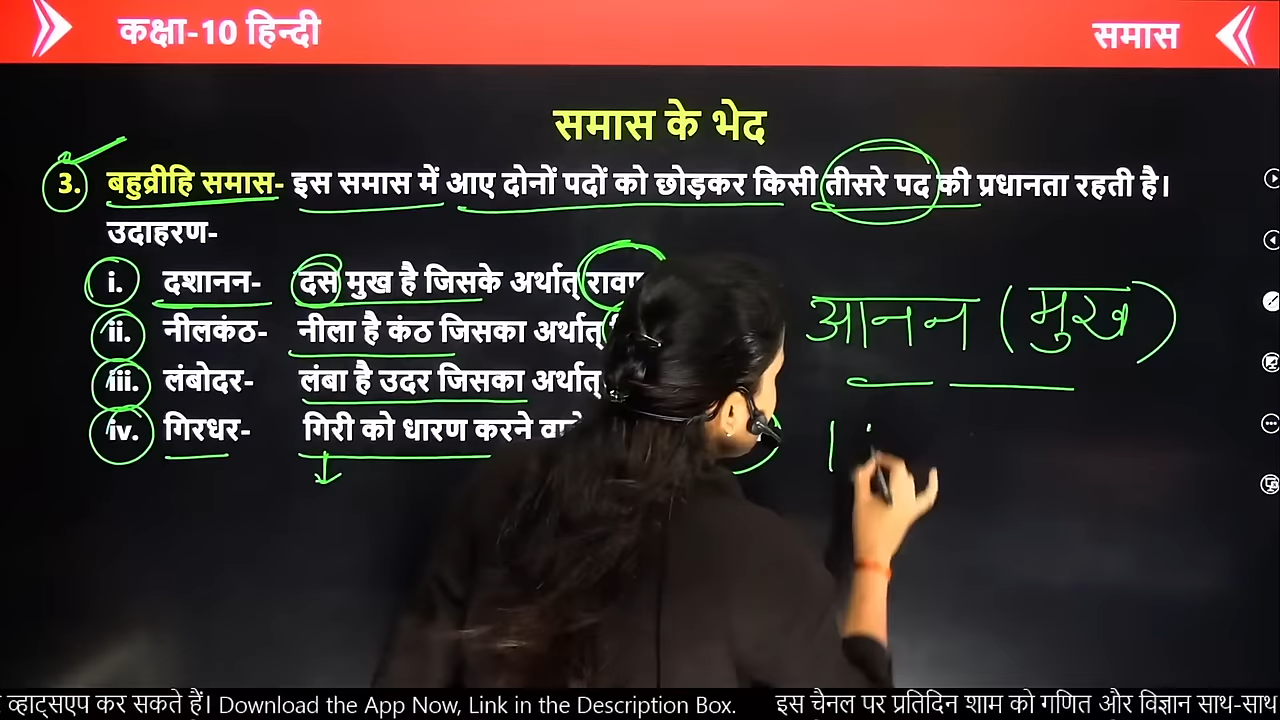 कक्षा-10 हिन्दी
समास
समास के भेद
3. बहुव्रीहि समास- इस समास में आए दोनों पदों को छोड़कर किसी तीसरे पद की प्रधानता रहती है।
उदाहरण-
i. दशानन- दस मुख है जिसके अर्थात्
ii. नीलकंठ- नीला है कंठ जिसका अर्थात्
iii. लंबोदर- लंबा है उदर जिसका अर्थात्
iv. गिरधर- गिरी को धारण करने
आनन (मुख)
व्हाट्सएप कर सकते हैं। Download the App Now, Link in the Description Box. इस चैनल पर प्रतिदिन शाम को गणित और विज्ञान साथ-साथ